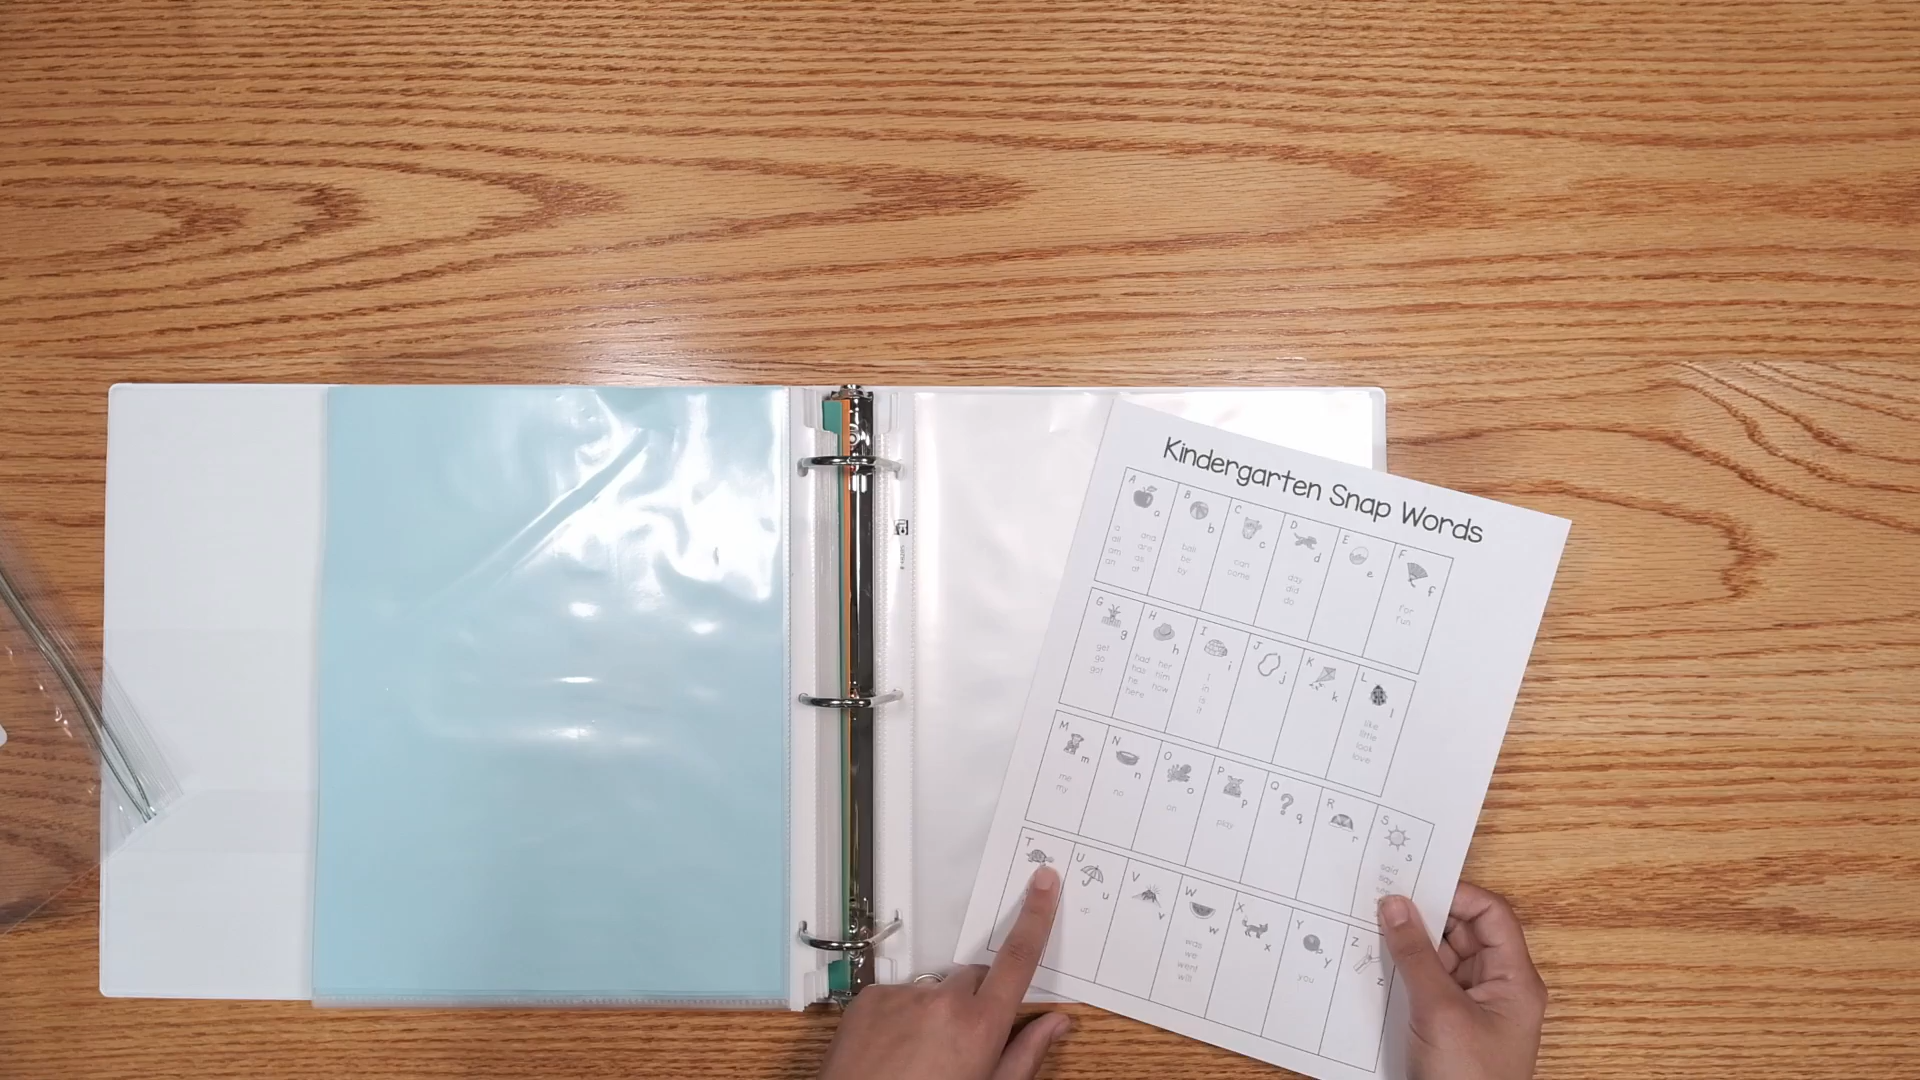 Kindergarten Snap Words
A a
a and
all are
am as
an at
B b
ball
be
by
C c
can
come
D d
day
did
do
E e
F f
for
fun
G g
get
go
got
H h
had her
has him
he how
here
I i
I
in
is
it
J j
K k
L l
like
little
look
love
M m
me
my
N n
no
O o
on
P p
play
Q q
R r
S s
said
say
T
U u
up
V v
W w
was
we
went
will
X x
Y y
you
Z z